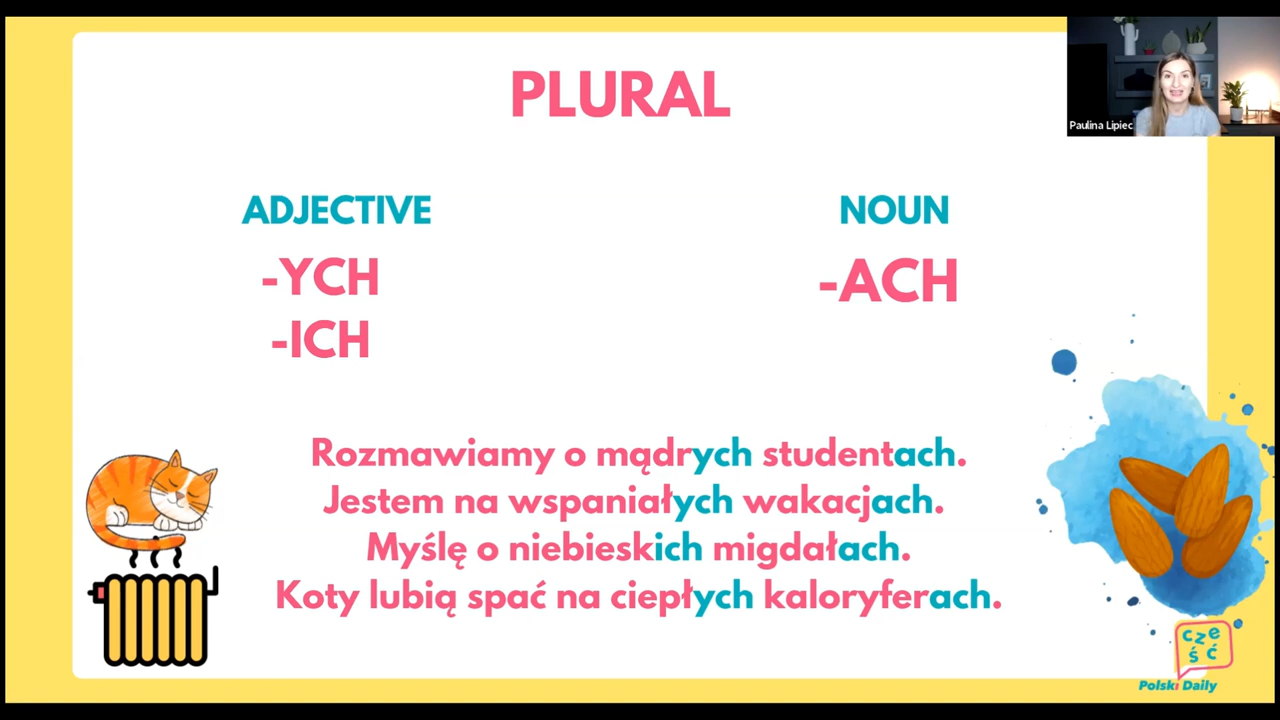 PLURAL
Paulina Lipiec
ADJECTIVE
-YCH
-ICH
NOUN
-ACH
Rozmawiamy o mądrych studentach.
Jestem na wspaniałych wakacjach.
Myślę o niebieskich migdałach.
Koty lubią spać na ciepłych kaloryferach.
cze
ść
Polski Daily